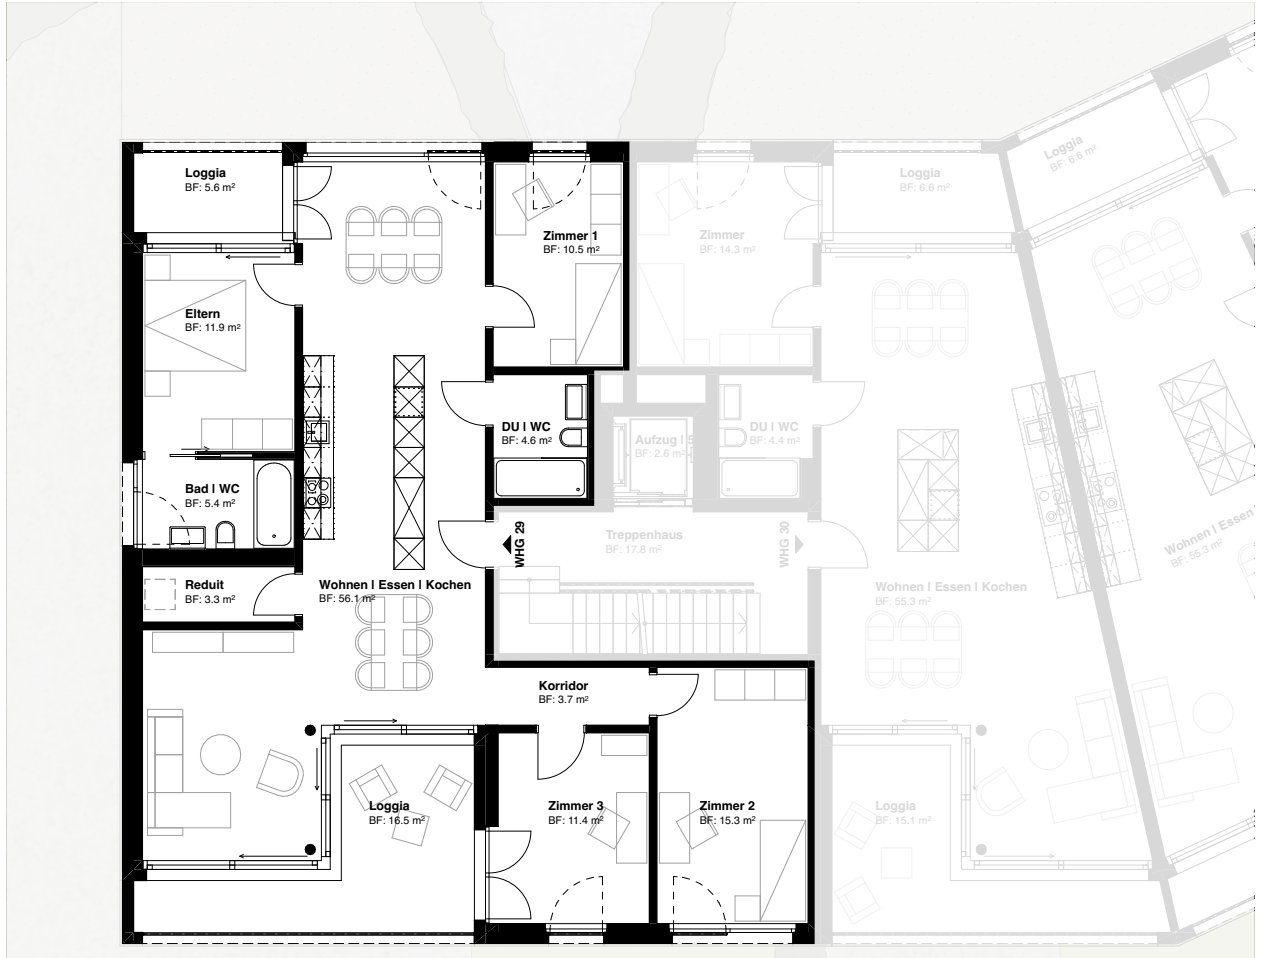 Loggia
BF: 5.6 m²
Zimmer 1
BF: 10.5 m²
Zimmer
BF: 14.3 m²
Loggia
BF: 6.6 m²
Loggia
BF: 6.6 m²
Eltern
BF: 11.9 m²
DU | WC
BF: 4.6 m²
Aufzug | 5
BF: 2.6 m²
DU | WC
BF: 4.4 m²
Bad | WC
BF: 5.4 m²
WHG 29
Treppenhaus
BF: 17.8 m²
WHG 30
Wohnen | Essen
BF: 55.3 m²
Reduit
BF: 3.3 m²
Wohnen | Essen | Kochen
BF: 56.1 m²
Wohnen | Essen | Kochen
BF: 55.3 m²
Korridor
BF: 3.7 m²
Loggia
BF: 16.5 m²
Zimmer 3
BF: 11.4 m²
Zimmer 2
BF: 15.3 m²
Loggia
BF: 15.1 m²